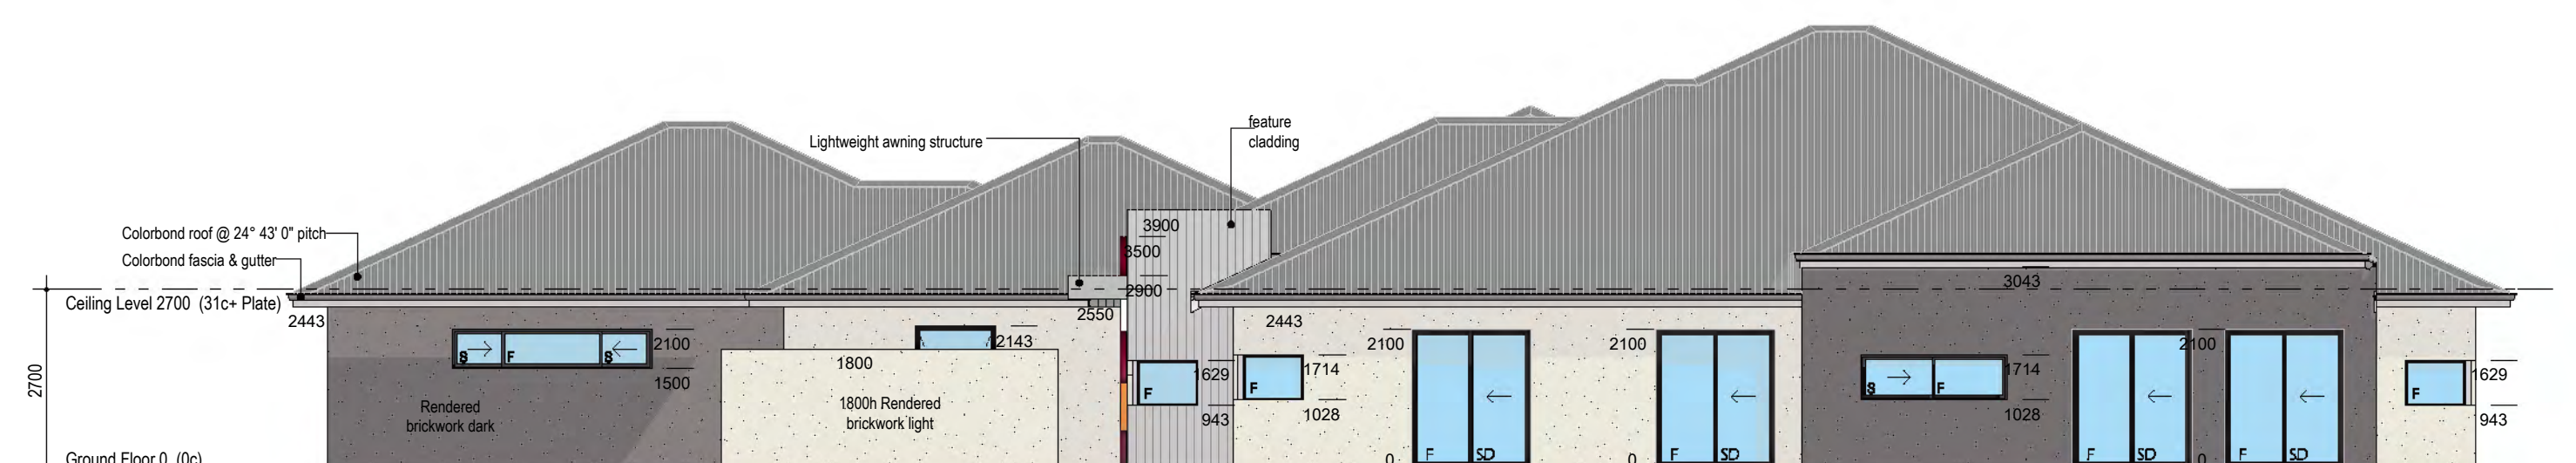 feature
cladding
Lightweight awning structure
3900
Colorbond roof @ 24° 43' 0" pitch
3500
Colorbond fascia & gutter
3043
2900
Ceiling Level 2700 (31c+ Plate)
2550
2443
2443
2100
2143
2100
2100
2100
S
F
S
1800
1629
1714
1714
1629
1500
F
F
S
F
F
2700
Rendered
brickwork dark
1800h Rendered
brickwork light
943
1028
1028
943
Ground Floor 0 (0c)
0
F
SD
0
F
SD
F
SD
0
F
SD